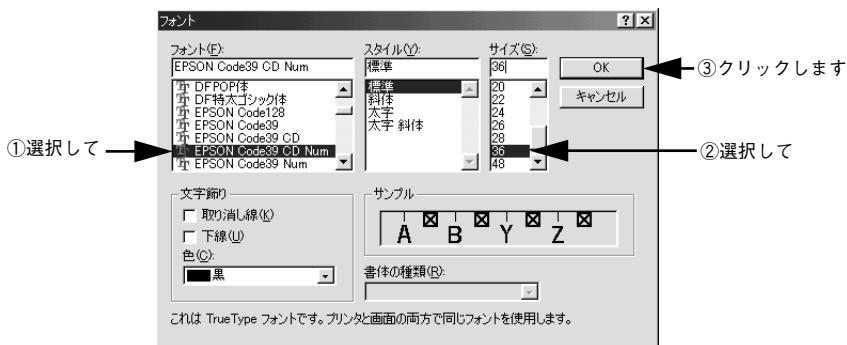 フォント
フォント(F):
EPSON Code39 CD Num
DFPOP体
DF特太ゴシック体
EPSON Code128
EPSON Code39
EPSON Code39 CD
EPSON Code39 CD Num
EPSON Code39 Num
スタイル(Y):
標準
標準
斜体
太字
太字 斜体
サイズ(S):
36
20
22
24
26
28
36
48
OK
キャンセル
③クリックします
①選択して
②選択して
文字飾り
取り消し線(K)
下線(U)
色(C):
黒
サンプル
A B Y Z
書体の種類(R):
これは TrueType フォントです。プリンタと画面の両方で同じフォントを使用します。